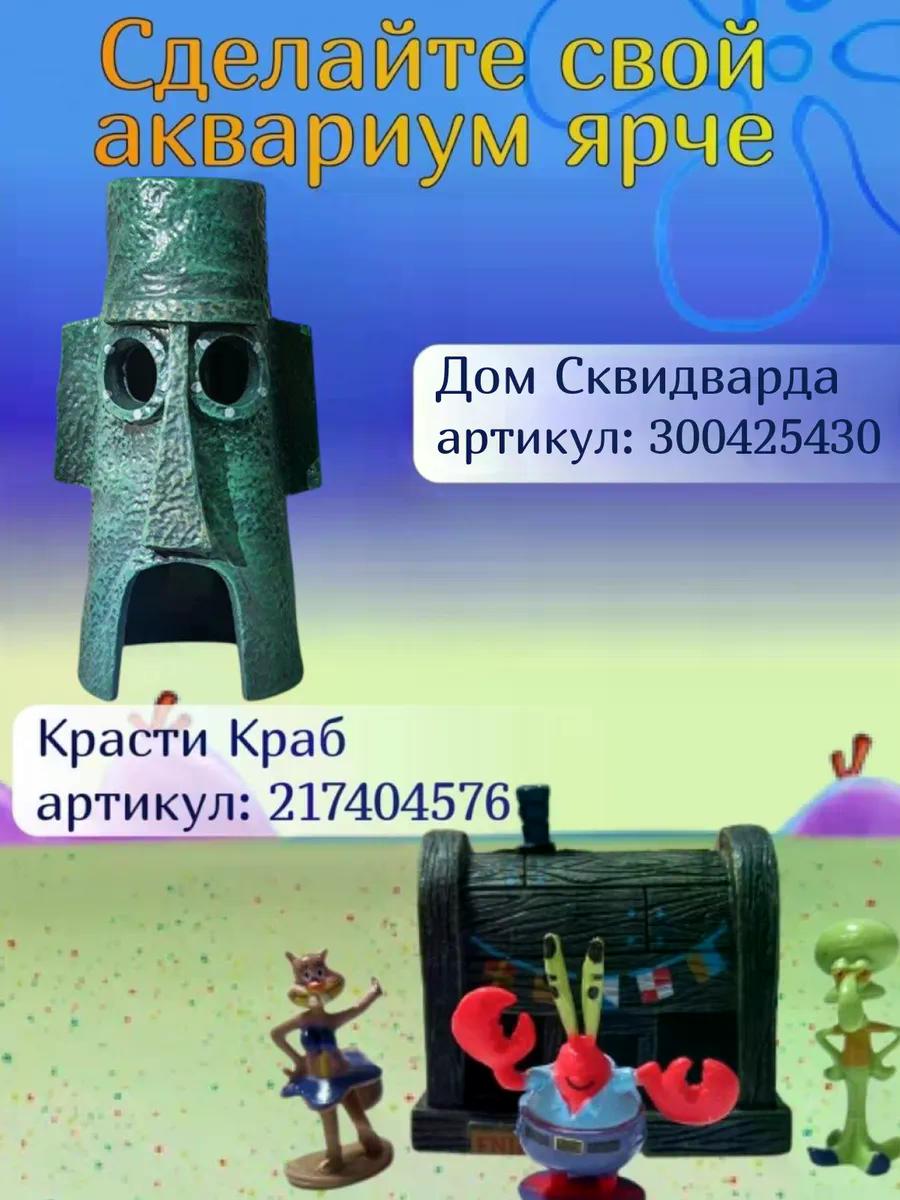 Сделайте свой
аквариум ярче
Дом Сквидварда
артикул: 300425430
Красти Краб
артикул: 217404576